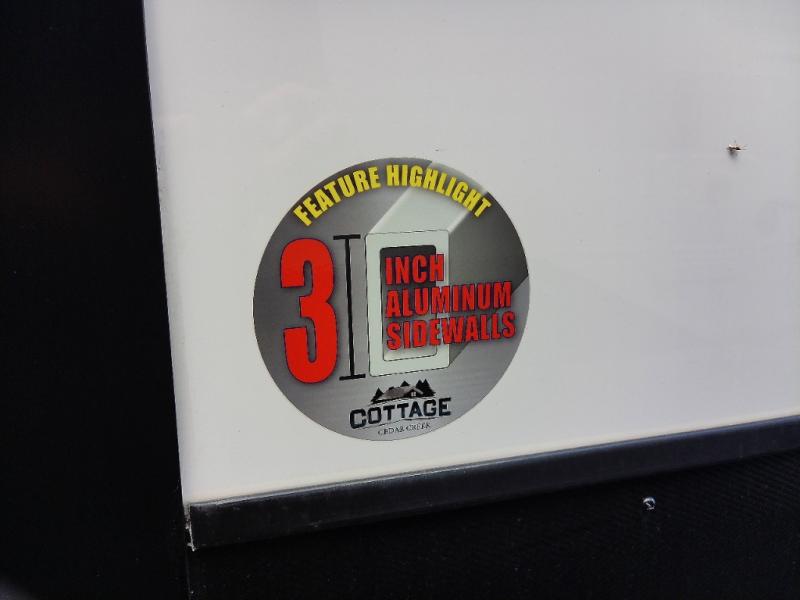 FEATURE HIGHLIGHT
3
INCH
ALUMINUM
SIDEWALLS
COTTAGE
CEDAR CREEK